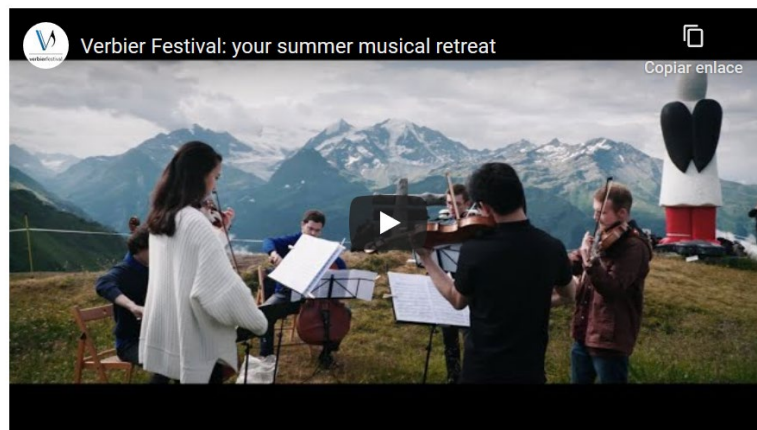 Verbier Festival: your summer musical retreat
Copiar enlace
verbierfestival